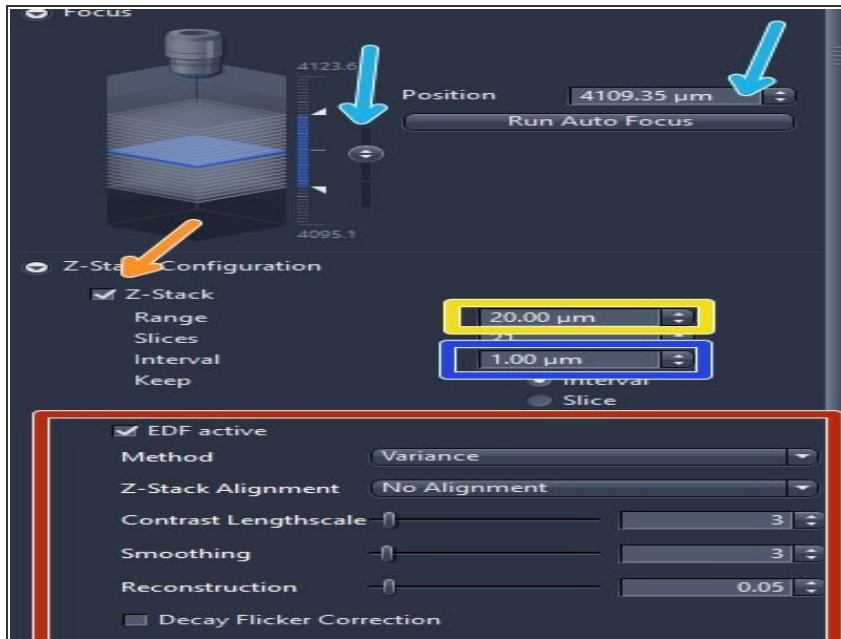 Focus
4123.6
Position 4109.35 µm
Run Auto Focus
4095.1
Configuration
Z-Stack
Range 20.00 µm
Slices 21
Interval 1.00 µm
Keep Interval
Slice
EDF active
Method Variance
Z-Stack Alignment No Alignment
Contrast Lengthscale 3
Smoothing 3
Reconstruction 0.05
Decay Flicker Correction